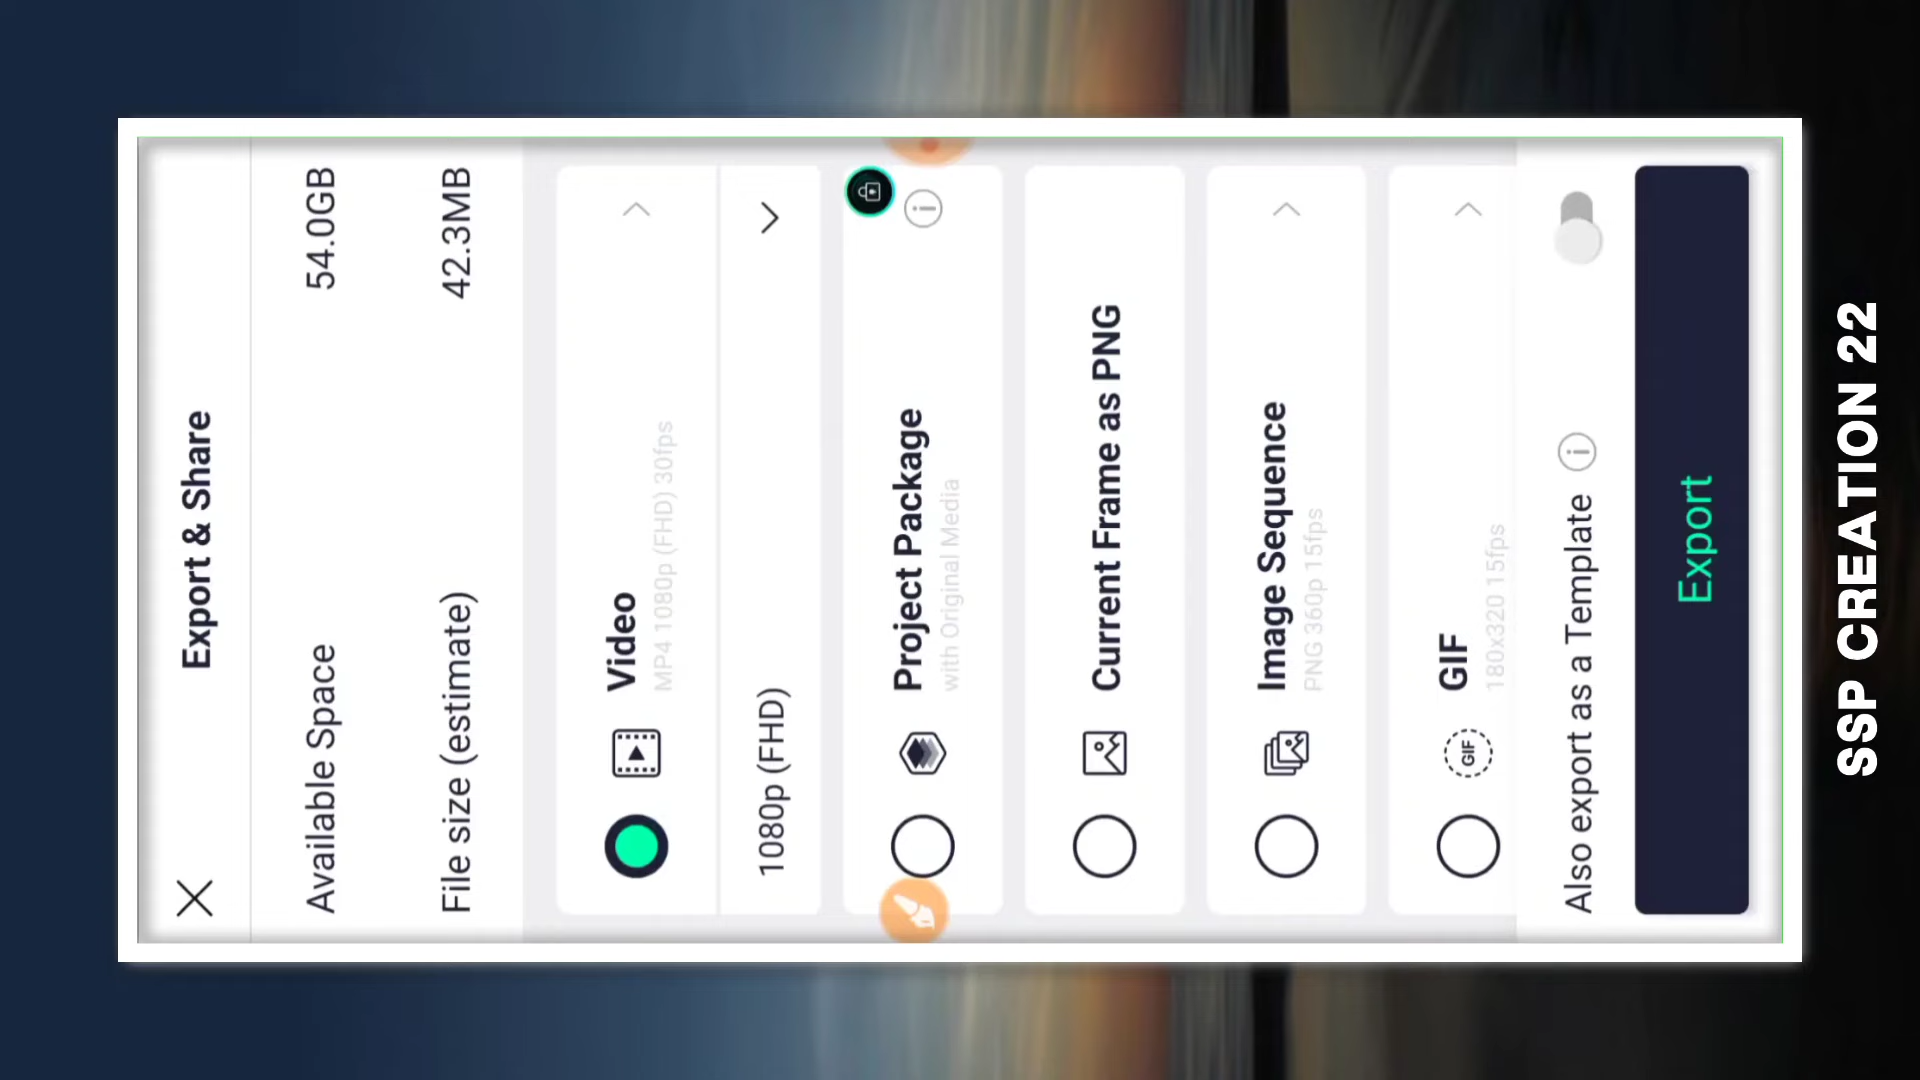 Export & Share
Available Space 54.0GB
File size (estimate) 42.3MB
Video
MP4 1080p (FHD) 30fps
1080p (FHD)
Project Package
with Original Media
Current Frame as PNG
Image Sequence
PNG 360p 15fps
GIF
GIF
180x320 15fps
Also export as a Template
Export
SSP CREATION 22